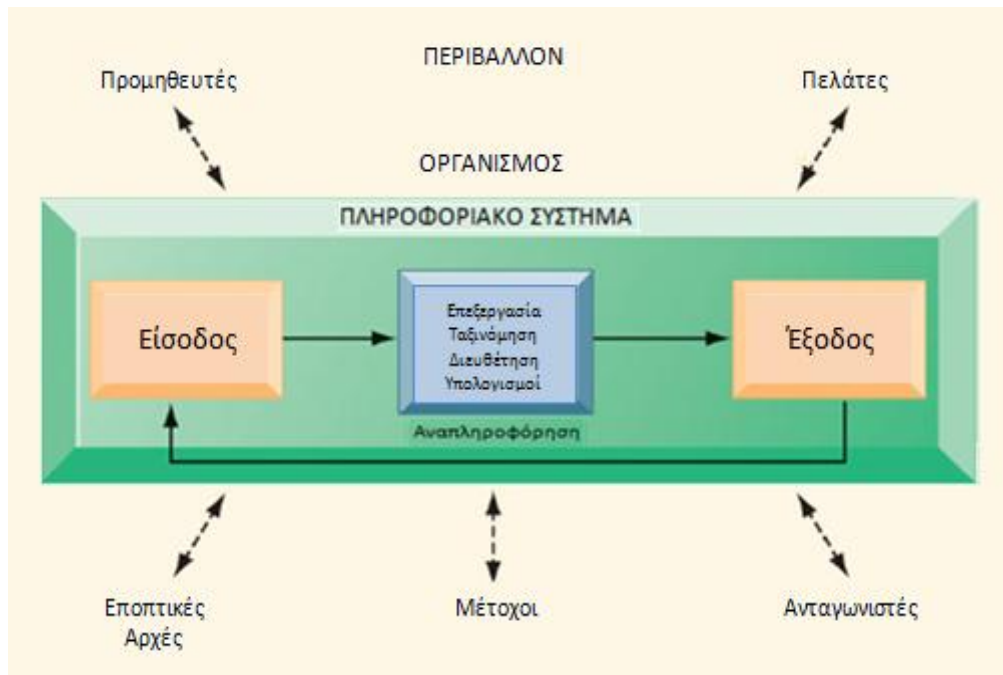 ΠΕΡΙΒΑΛΛΟΝ
Προμηθευτές
Πελάτες
ΟΡΓΑΝΙΣΜΟΣ
ΠΛΗΡΟΦΟΡΙΑΚΟ ΣΥΣΤΗΜΑ
Είσοδος
Επεξεργασία
Ταξινόμηση
Διευθέτηση
Υπολογισμοί
Έξοδος
Αναπληροφόρηση
Εποπτικές
Αρχές
Μέτοχοι
Ανταγωνιστές